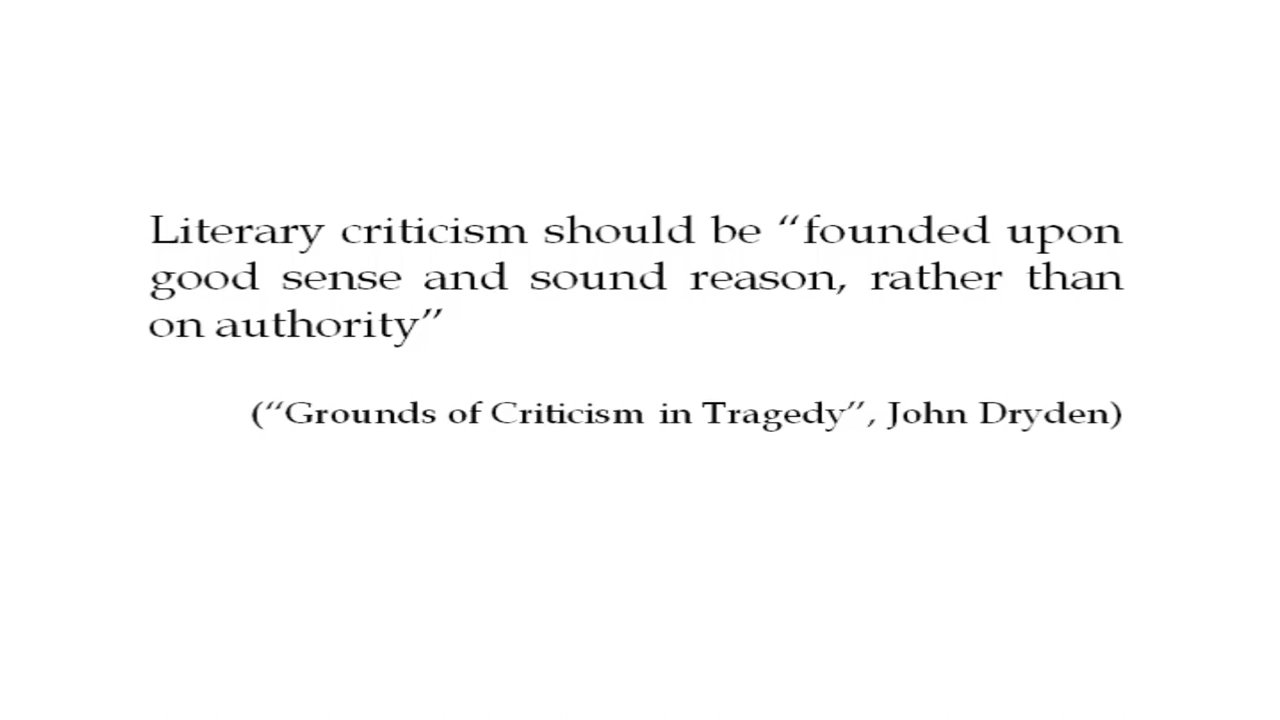 Literary criticism should be “founded upon
good sense and sound reason, rather than
on authority”
(“Grounds of Criticism in Tragedy”, John Dryden)